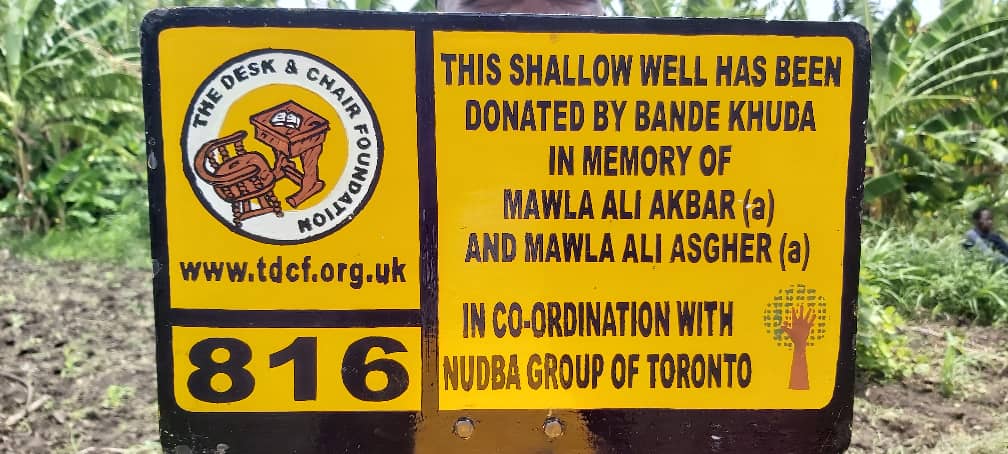 THE DESK & CHAIR FOUNDATION
www.tdcf.org.uk
816
THIS SHALLOW WELL HAS BEEN
DONATED BY BANDE KHUDA
IN MEMORY OF
MAWLA ALI AKBAR (a)
AND MAWLA ALI ASGHER (a)
IN CO-ORDINATION WITH
NUDBA GROUP OF TORONTO